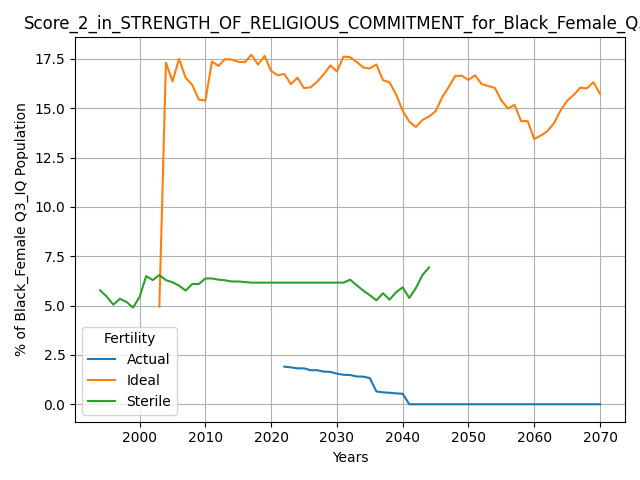 Score_2_in_STRENGTH_OF_RELIGIOUS_COMMITMENT_for_Black_Female_Q3
% of Black_Female Q3_IQ Population
17.5
15.0
12.5
10.0
7.5
5.0
2.5
0.0
Fertility
Actual
Ideal
Sterile
2000 2010 2020 2030 2040 2050 2060 2070
Years